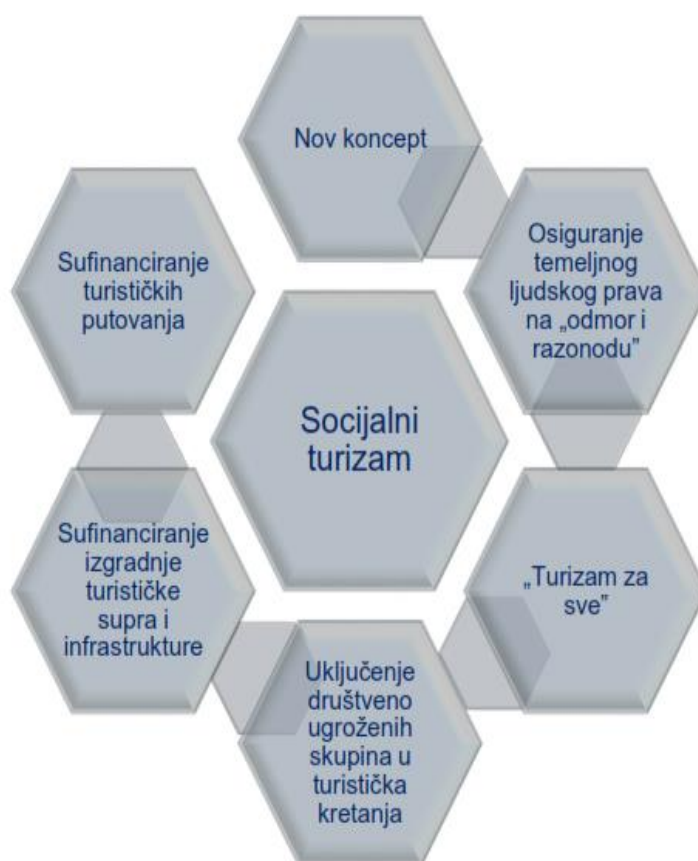 Nov koncept
Osiguranje
temeljnog
ljudskog prava
na „odmor i
razonodu”
„Turizam za
sve”
Uključenje
društveno
ugroženih
skupina u
turistička
kretanja
Sufinanciranje
izgradnje
turističke
supra i
infrastrukture
Sufinanciranje
turističkih
putovanja
Socijalni
turizam